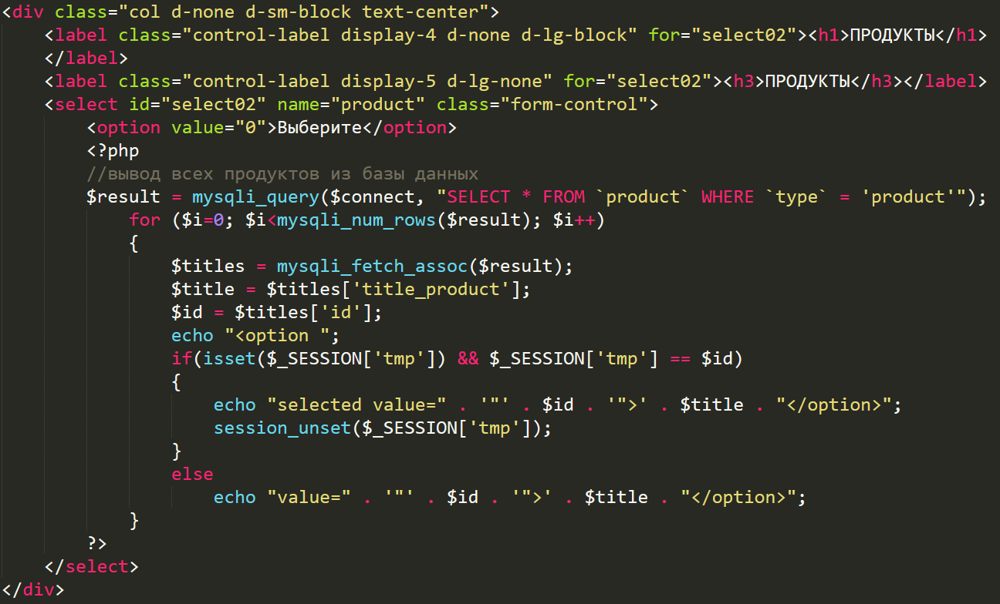 <div class="col d-none d-sm-block text-center">
    <label class="control-label display-4 d-none d-lg-block" for="select02"><h1>ПРОДУКТЫ</h1>
    </label>
    <label class="control-label display-5 d-lg-none" for="select02"><h3>ПРОДУКТЫ</h3></label>
    <select id="select02" name="product" class="form-control">
        <option value="0">Выберите</option>
        <?php
        //вывод всех продуктов из базы данных
        $result = mysqli_query($connect, "SELECT * FROM `product` WHERE `type` = 'product'");
            for ($i=0; $i<mysqli_num_rows($result); $i++)
            {
                $titles = mysqli_fetch_assoc($result);
                $title = $titles['title_product'];
                $id = $titles['id'];
                echo "<option ";
                if(isset($_SESSION['tmp']) && $_SESSION['tmp'] == $id)
                {
                    echo "selected value=" . '"' . $id . '">' . $title . "</option>";
                    session_unset($_SESSION['tmp']);
                }
                else
                    echo "value=" . '"' . $id . '">' . $title . "</option>";
            }
        ?>
    </select>
</div>